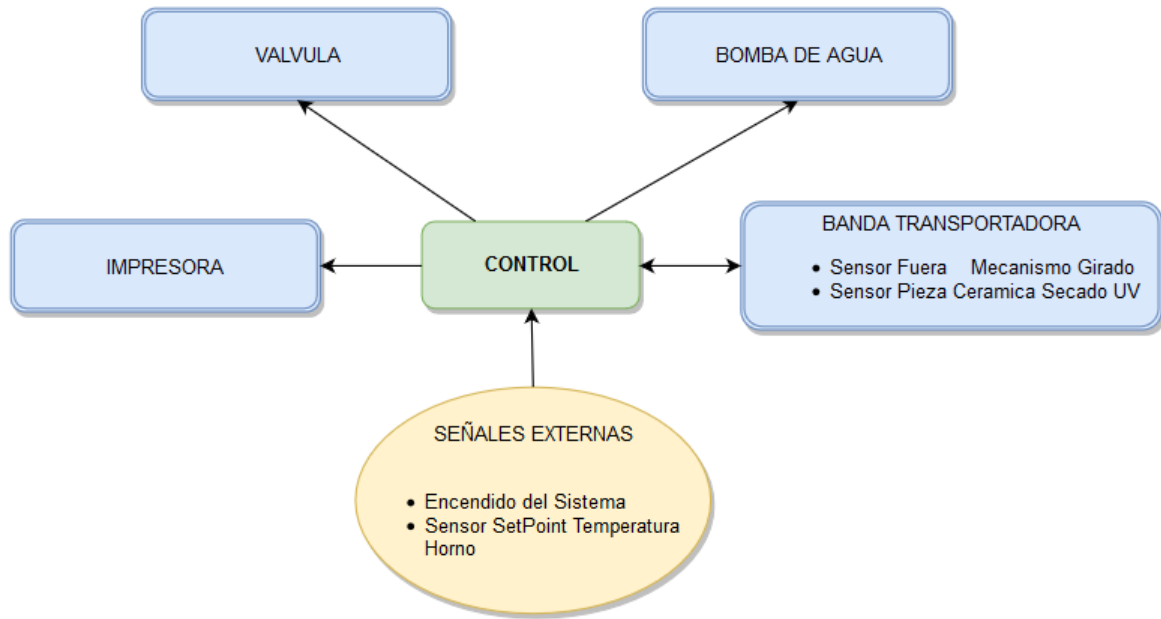 VALVULA
BOMBA DE AGUA
IMPRESORA
CONTROL
BANDA TRANSPORTADORA
• Sensor Fuera Mecanismo Girado
• Sensor Pieza Ceramica Secado UV
SEÑALES EXTERNAS
• Encendido del Sistema
• Sensor SetPoint Temperatura
Horno